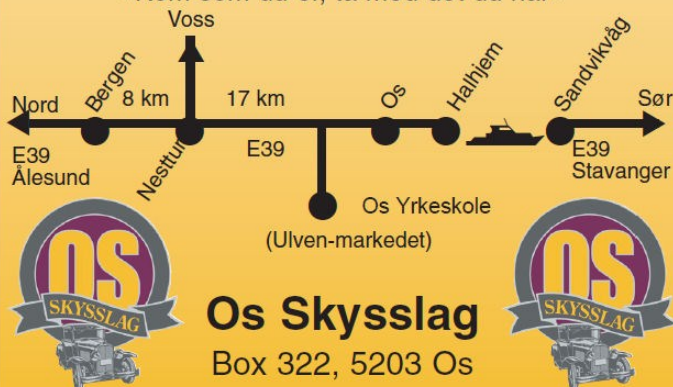 Voss
Nord
Bergen
8 km
17 km
Os
Halhjem
Sandvikvåg
Sør
E39
Ålesund
Nesttun
E39
E39
Stavanger
Os Yrkeskole
(Ulven-markedet)
OS
SKYSSLAG
OS
SKYSSLAG
Os Skysslag
Box 322, 5203 Os